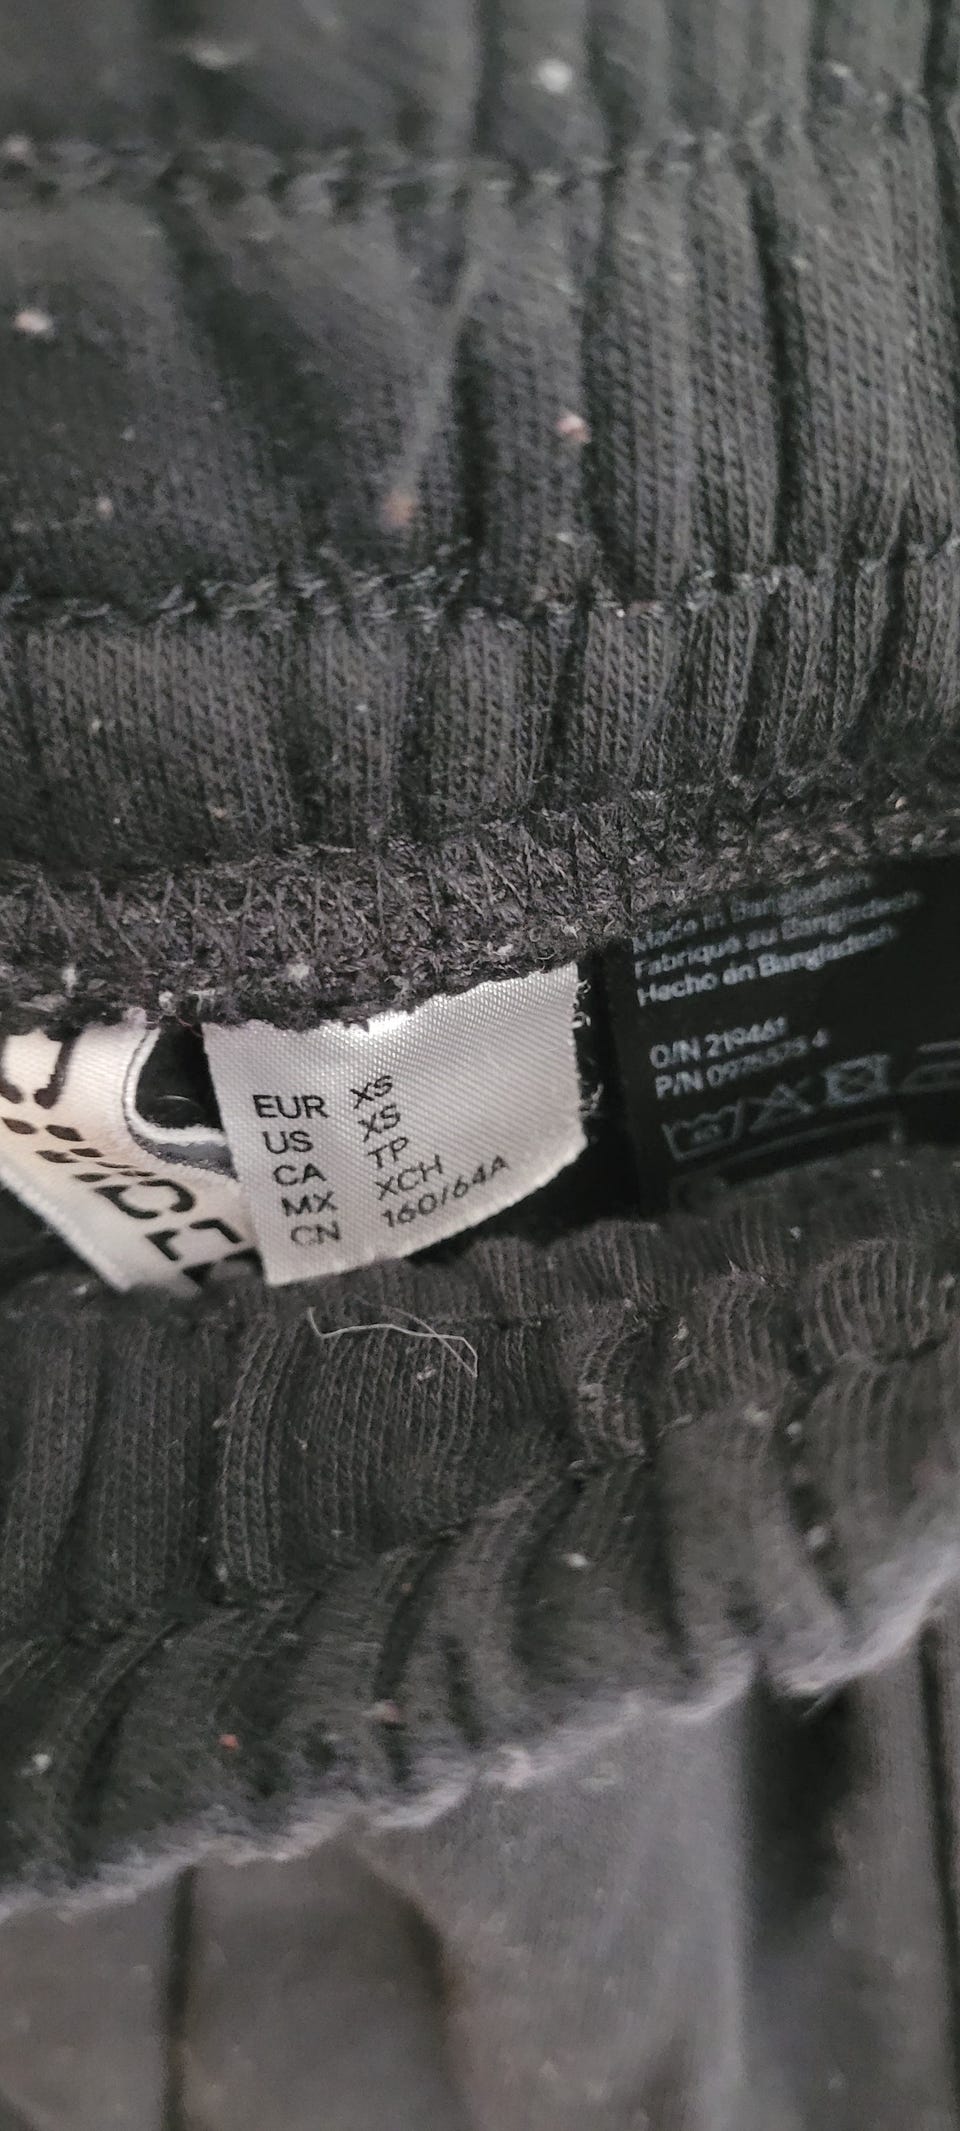 EUR XS
US XS
CA TP
MX XCH
CN 160/64A
Made in Bangladesh
Fabriqué au Bangladesh
Hecho en Bangladesh
O/N 219461
P/N